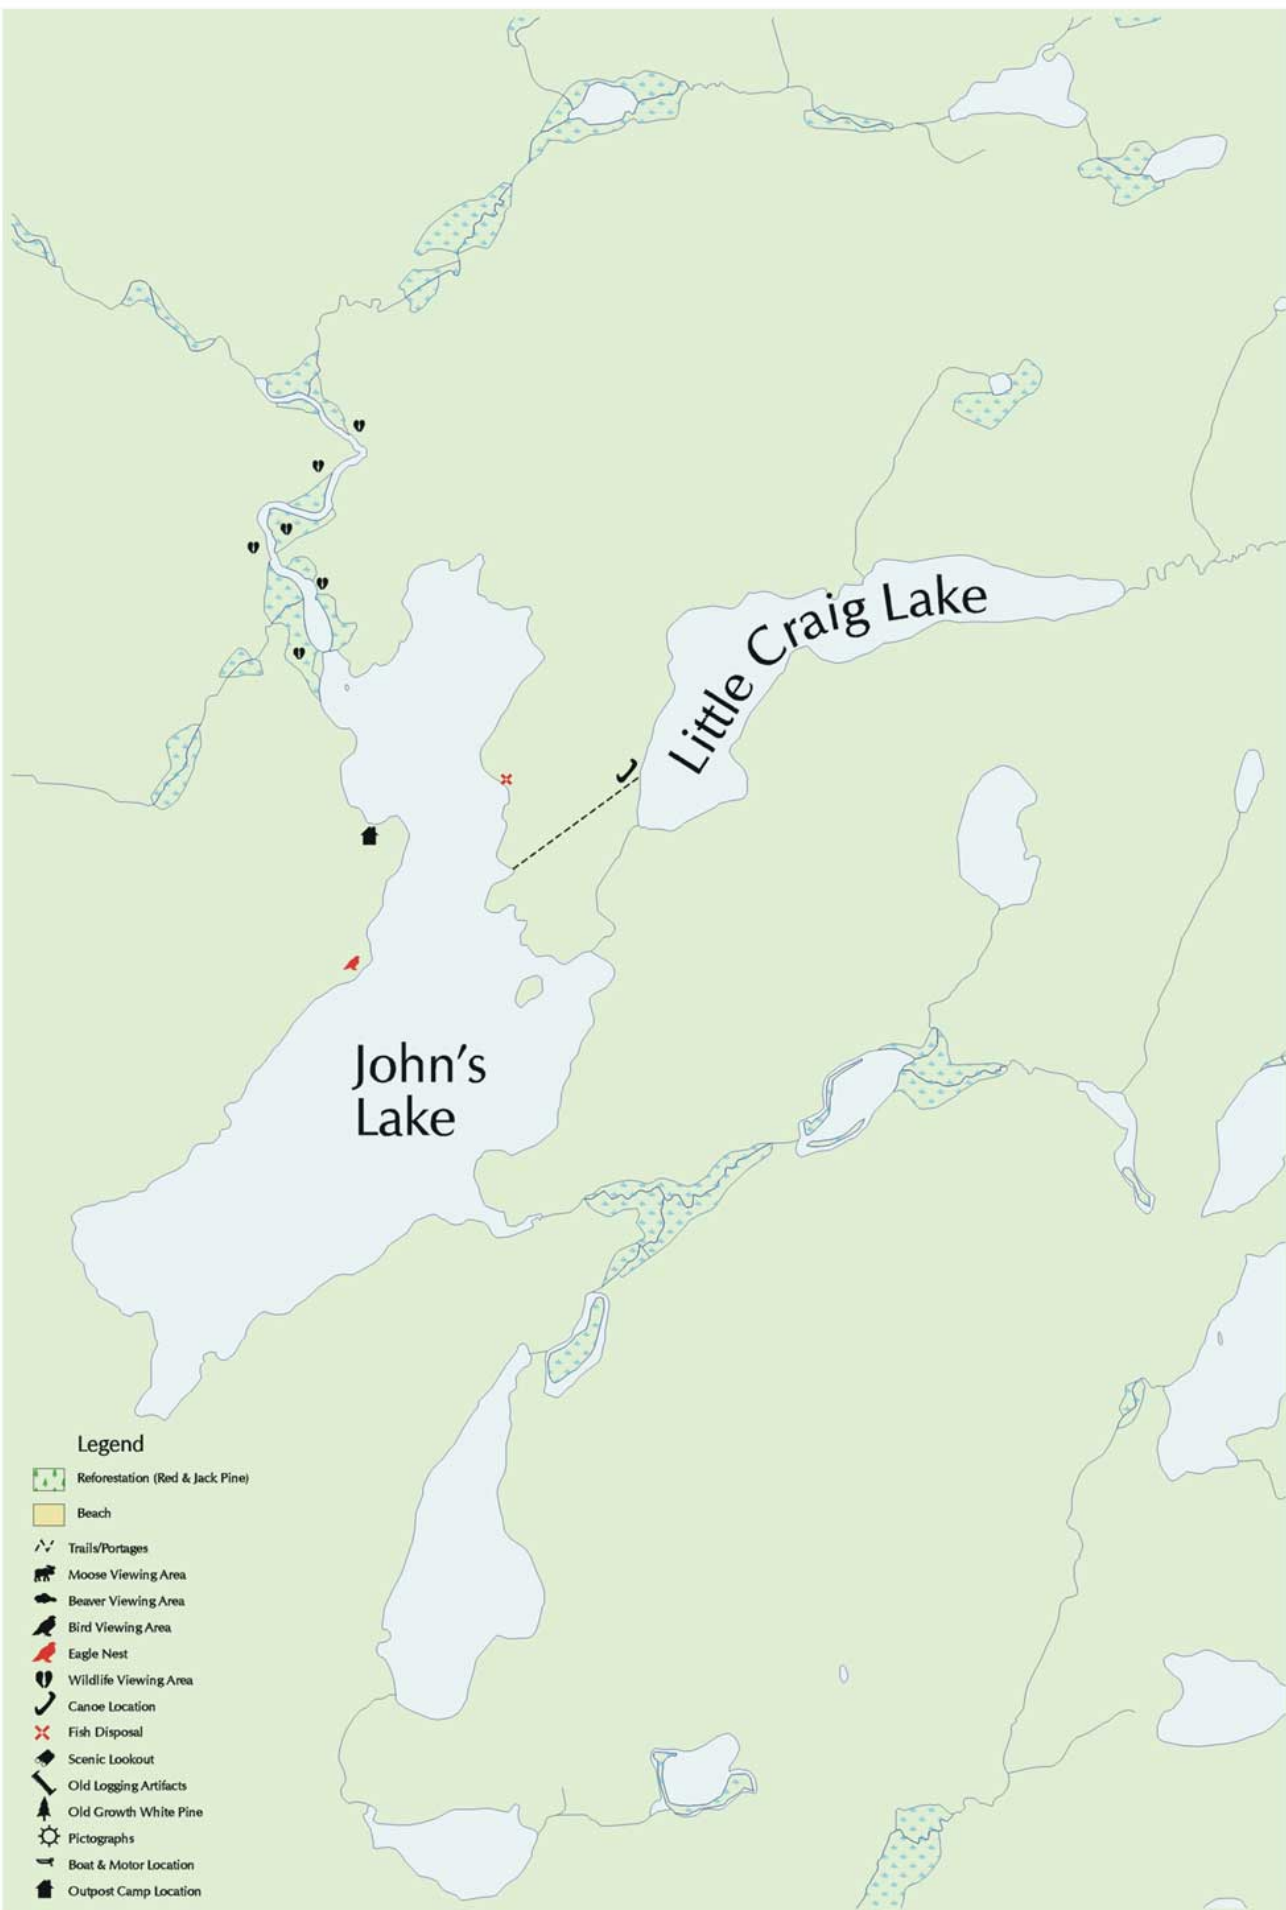 Little Craig Lake
John's
Lake
Legend
Reforestation (Red & Jack Pine)
Beach
Trails/Portages
Moose Viewing Area
Beaver Viewing Area
Bird Viewing Area
Eagle Nest
Wildlife Viewing Area
Canoe Location
Fish Disposal
Scenic Lookout
Old Logging Artifacts
Old Growth White Pine
Pictographs
Boat & Motor Location
Outpost Camp Location